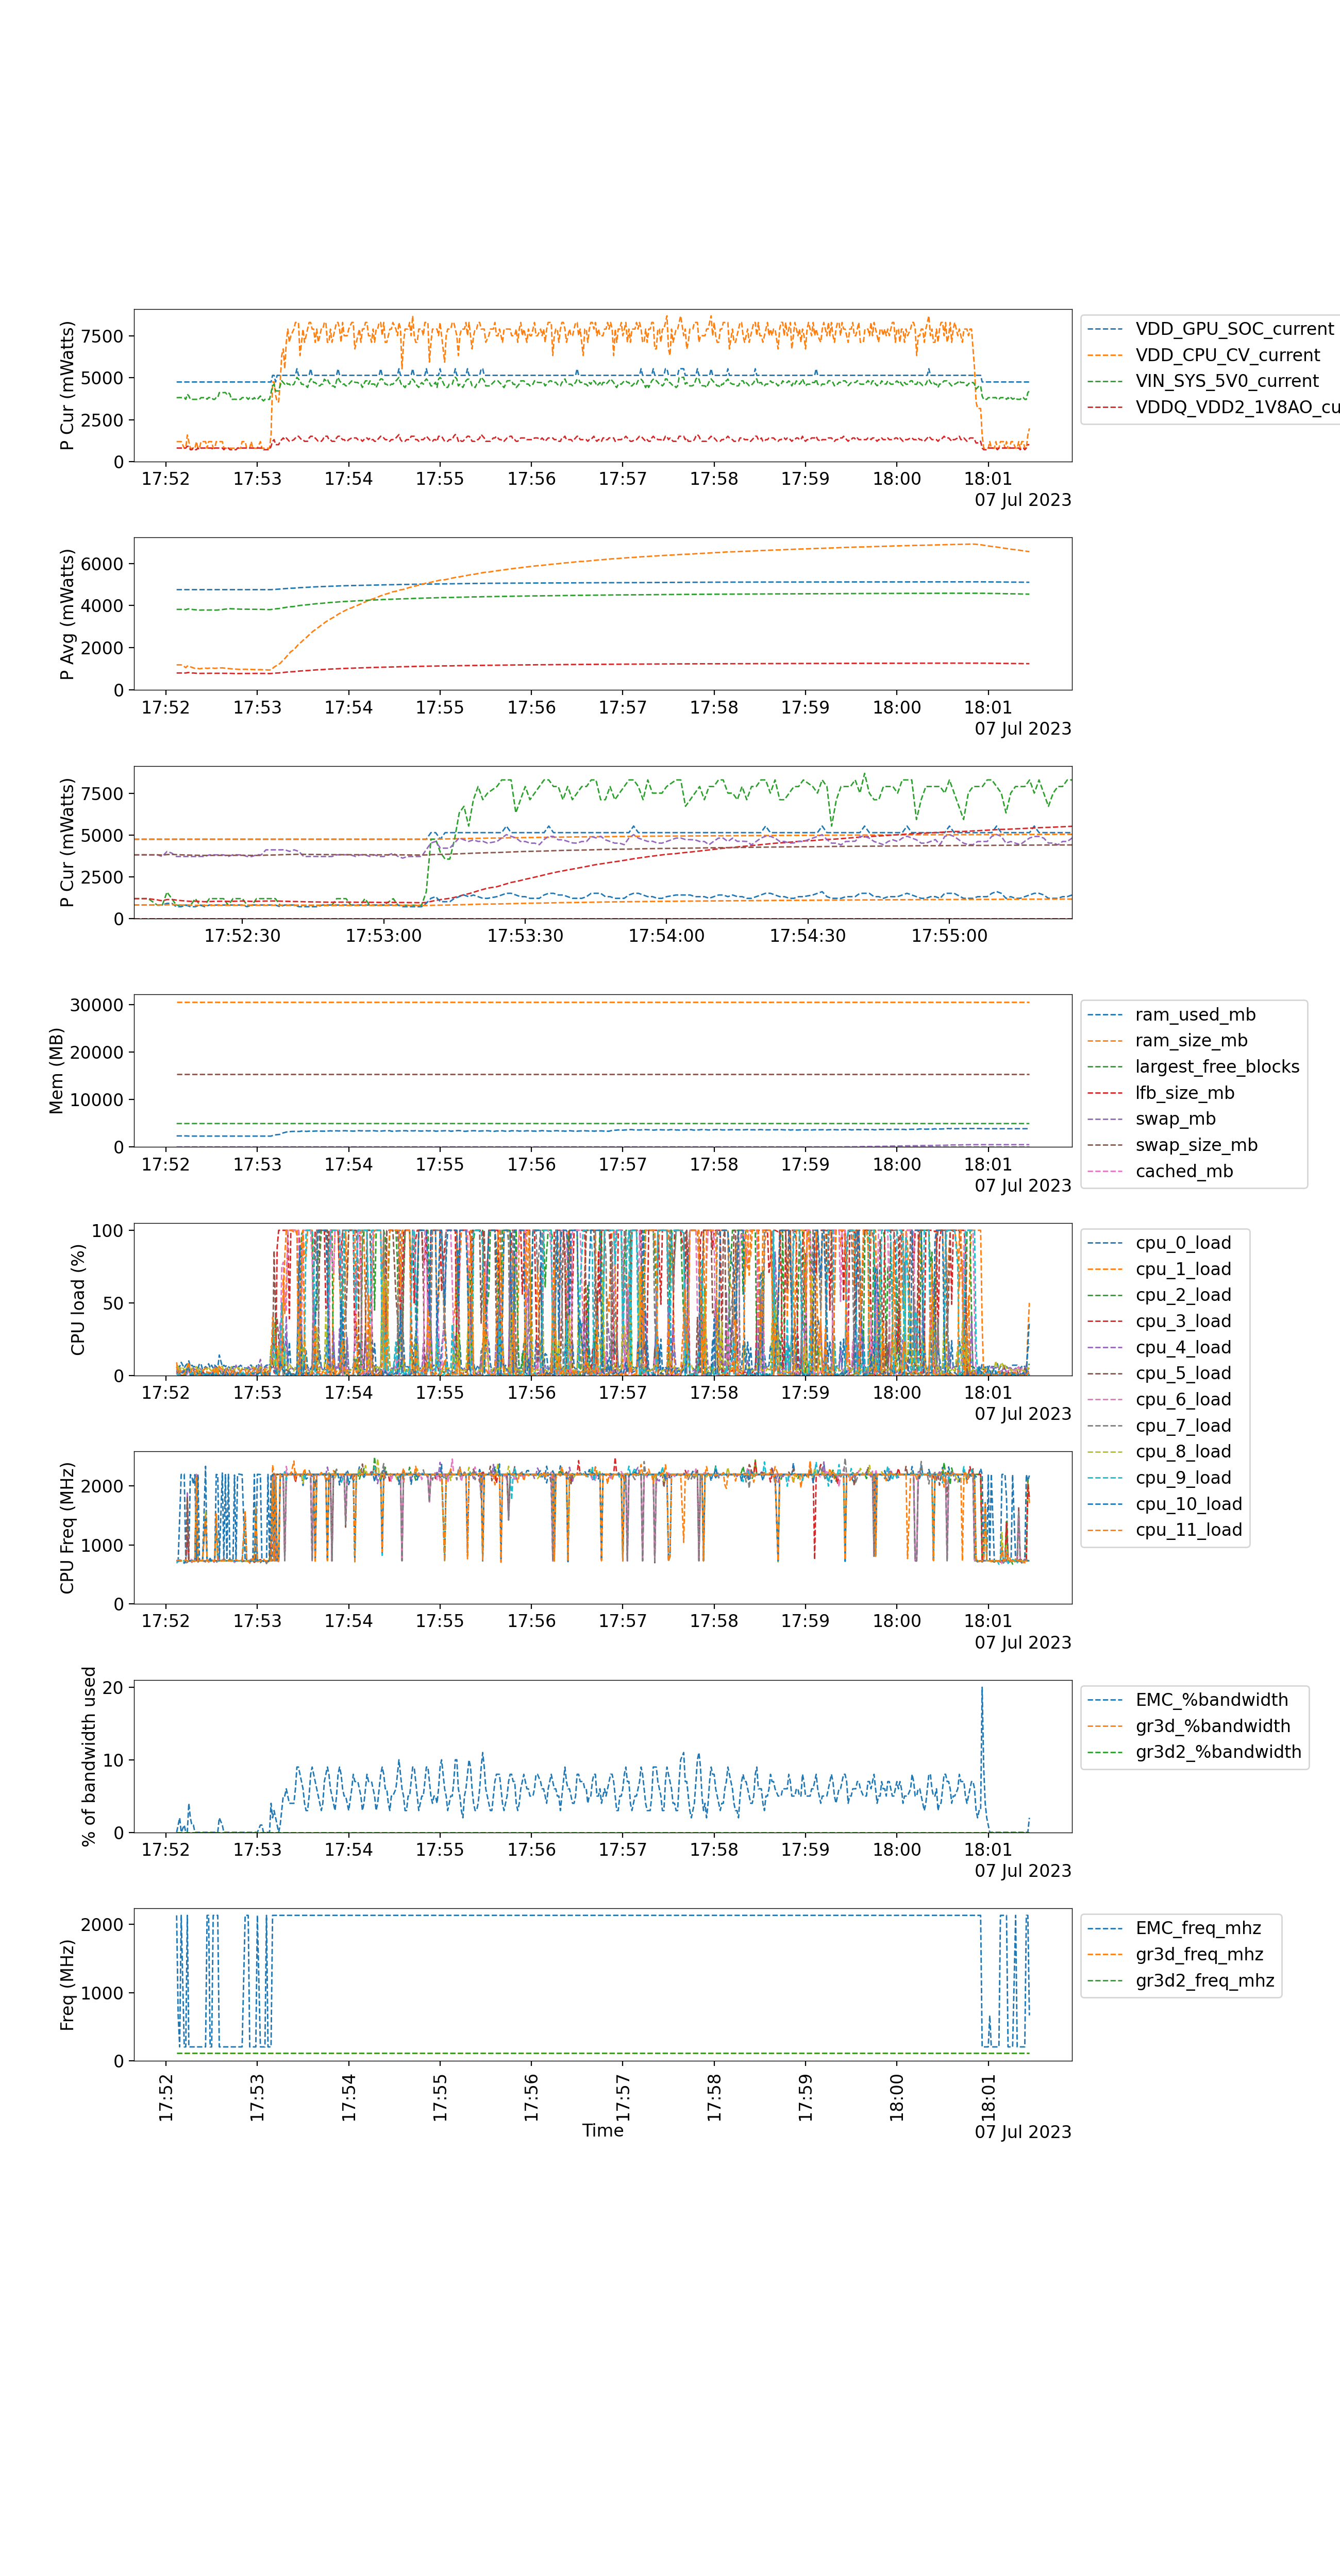 P Cur (mWatts)
7500
5000
2500
0
17:52 17:53 17:54 17:55 17:56 17:57 17:58 17:59 18:00 18:01
07 Jul 2023
VDD_GPU_SOC_current
VDD_CPU_CV_current
VIN_SYS_5V0_current
VDDQ_VDD2_1V8AO_cu
P Avg (mWatts)
6000
4000
2000
0
17:52 17:53 17:54 17:55 17:56 17:57 17:58 17:59 18:00 18:01
07 Jul 2023
P Cur (mWatts)
7500
5000
2500
0
17:52:30 17:53:00 17:53:30 17:54:00 17:54:30 17:55:00
Mem (MB)
30000
20000
10000
0
17:52 17:53 17:54 17:55 17:56 17:57 17:58 17:59 18:00 18:01
07 Jul 2023
ram_used_mb
ram_size_mb
largest_free_blocks
lfb_size_mb
swap_mb
swap_size_mb
cached_mb
CPU load (%)
100
50
0
17:52 17:53 17:54 17:55 17:56 17:57 17:58 17:59 18:00 18:01
07 Jul 2023
cpu_0_load
cpu_1_load
cpu_2_load
cpu_3_load
cpu_4_load
cpu_5_load
cpu_6_load
cpu_7_load
cpu_8_load
cpu_9_load
cpu_10_load
cpu_11_load
CPU Freq (MHz)
2000
1000
0
17:52 17:53 17:54 17:55 17:56 17:57 17:58 17:59 18:00 18:01
07 Jul 2023
% of bandwidth used
20
10
0
17:52 17:53 17:54 17:55 17:56 17:57 17:58 17:59 18:00 18:01
07 Jul 2023
EMC_%bandwidth
gr3d_%bandwidth
gr3d2_%bandwidth
Freq (MHz)
2000
1000
0
17:52 17:53 17:54 17:55 17:56 17:57 17:58 17:59 18:00 18:01
Time
07 Jul 2023
EMC_freq_mhz
gr3d_freq_mhz
gr3d2_freq_mhz